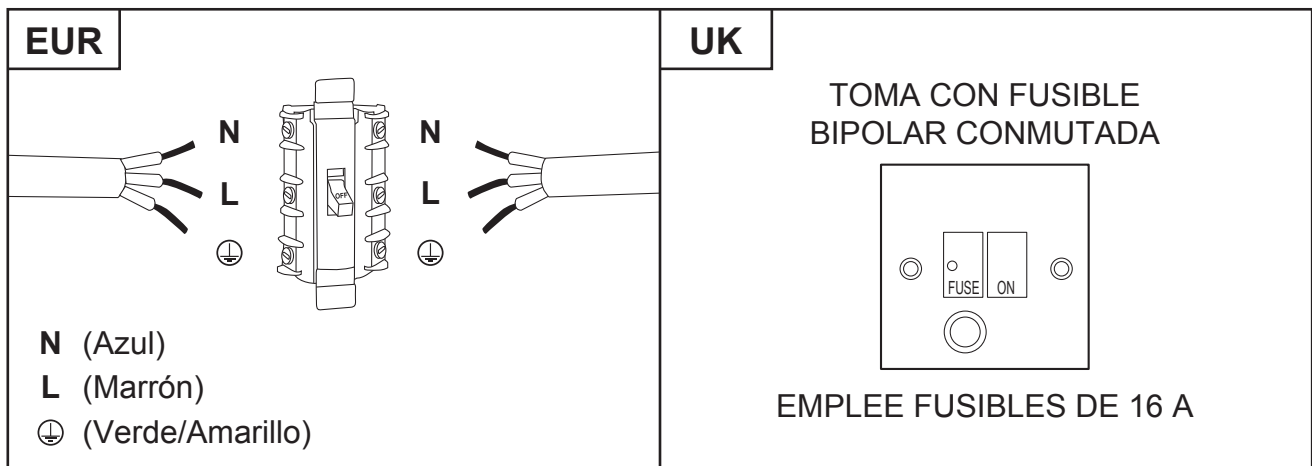 EUR
N
L
N
L
OFF
N (Azul)
L (Marrón)
(Verde/Amarillo)
UK
TOMA CON FUSIBLE
BIPOLAR CONMUTADA
FUSE ON
EMPLEE FUSIBLES DE 16 A